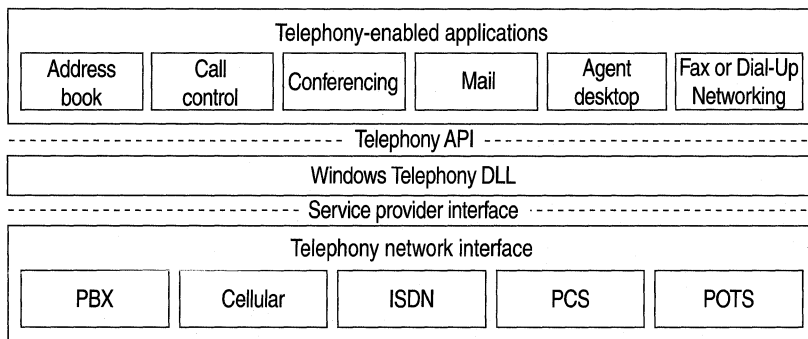 Telephony-enabled applications
Address
book
Call
control
Conferencing
Mail
Agent
desktop
Fax or Dial-Up
Networking
Telephony API
Windows Telephony DLL
Service provider interface
Telephony network interface
PBX
Cellular
ISDN
PCS
POTS